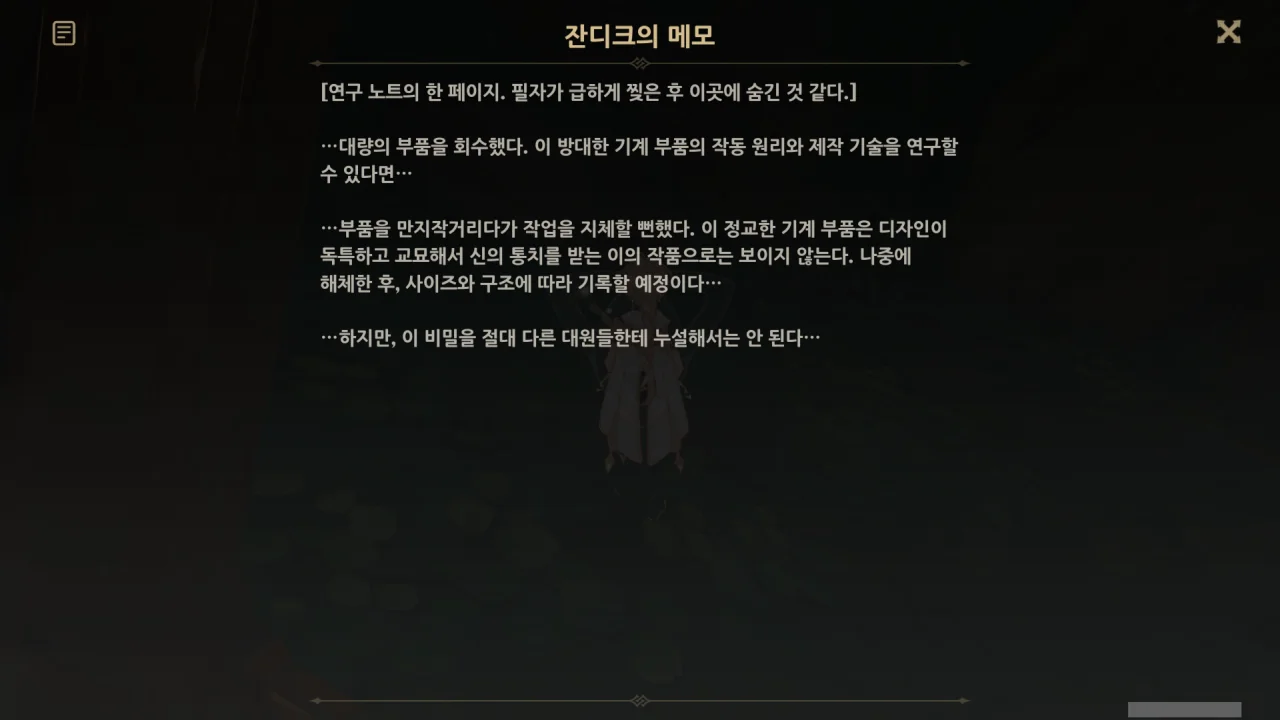 잔디크의 메모
[연구 노트의 한 페이지. 필자가 급하게 찢은 후 이곳에 숨긴 것 같다.]
…대량의 부품을 회수했다. 이 방대한 기계 부품의 작동 원리와 제작 기술을 연구할
수 있다면…
…부품을 만지작거리다가 작업을 지체할 뻔했다. 이 정교한 기계 부품은 디자인이
독특하고 교묘해서 신의 통치를 받는 이의 작품으로는 보이지 않는다. 나중에
해체한 후, 사이즈와 구조에 따라 기록할 예정이다…
…하지만, 이 비밀을 절대 다른 대원들한테 누설해서는 안 된다…